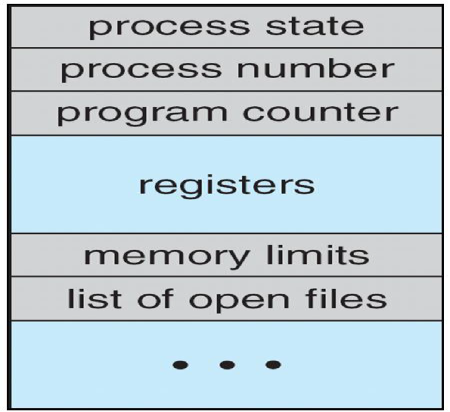 process state
process number
program counter
registers
memory limits
list of open files
• • •